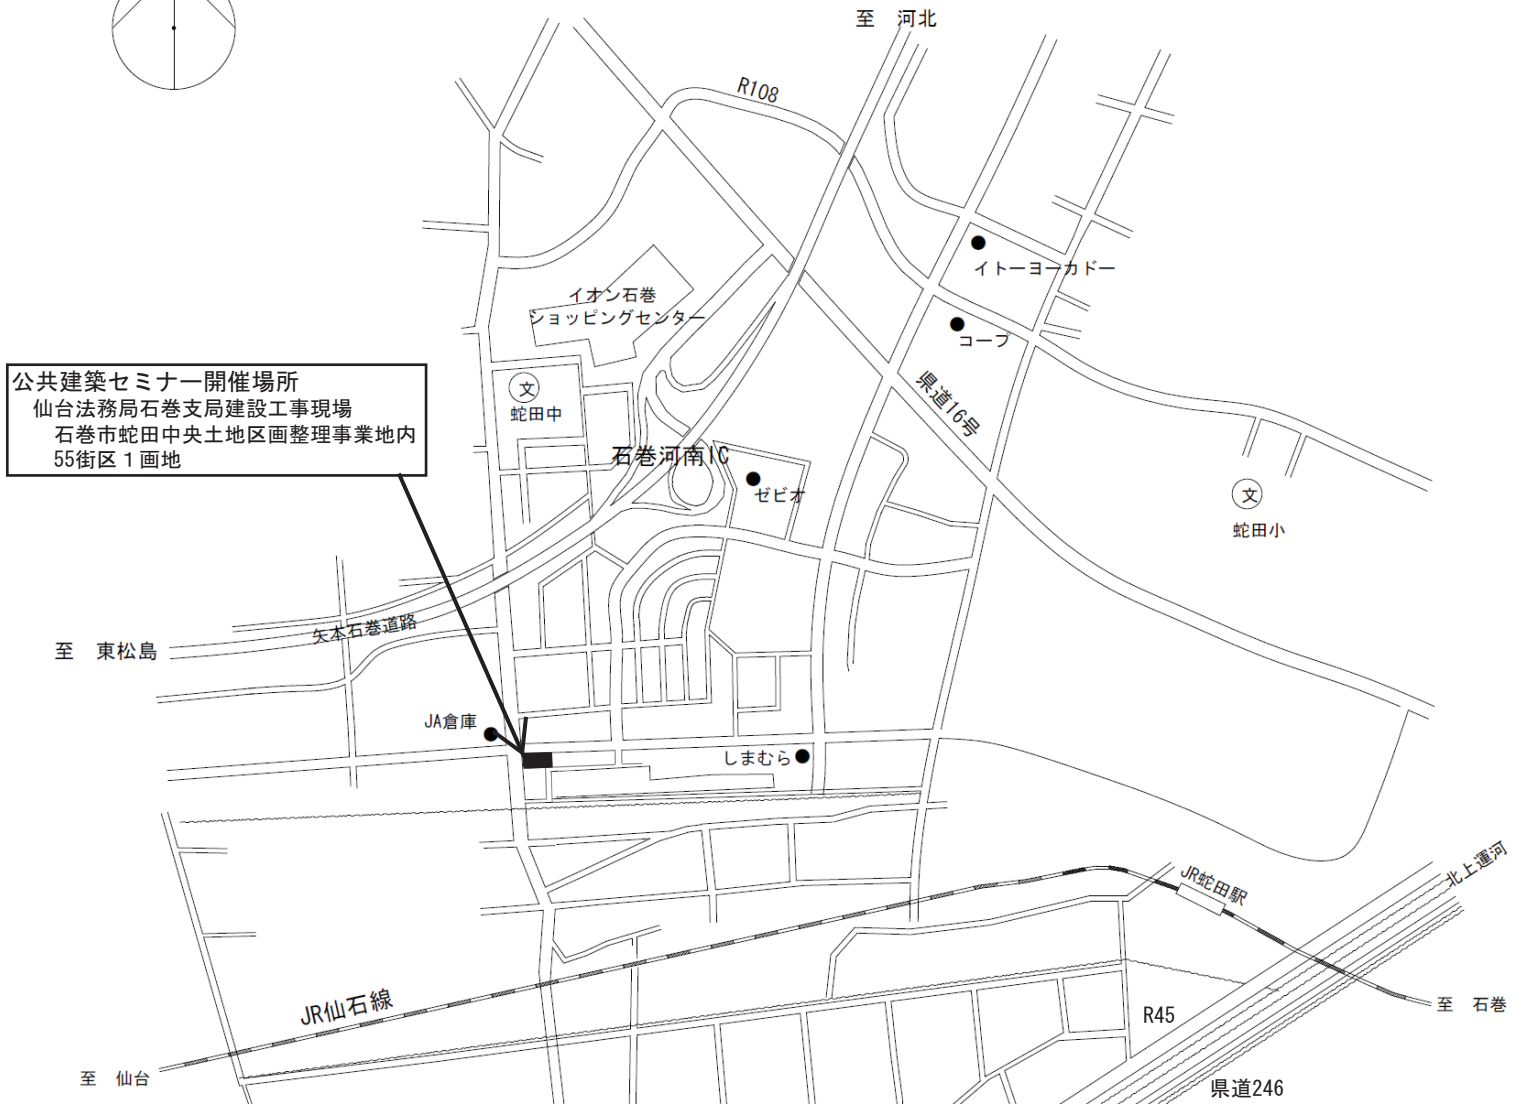 至　河北
R108
イトーヨーカドー
イオン石巻
ショッピングセンター
コープ
公共建築セミナー開催場所
仙台法務局石巻支局建設工事現場
石巻市蛇田中央土地区画整理事業地内
55街区１画地
文
蛇田中
県道16号
石巻河南IC
ゼビオ
文
蛇田小
矢本石巻道路
至　東松島
JA倉庫
しまむら
北上運河
JR蛇田駅
JR仙石線
至　石巻
R45
至　仙台
県道246